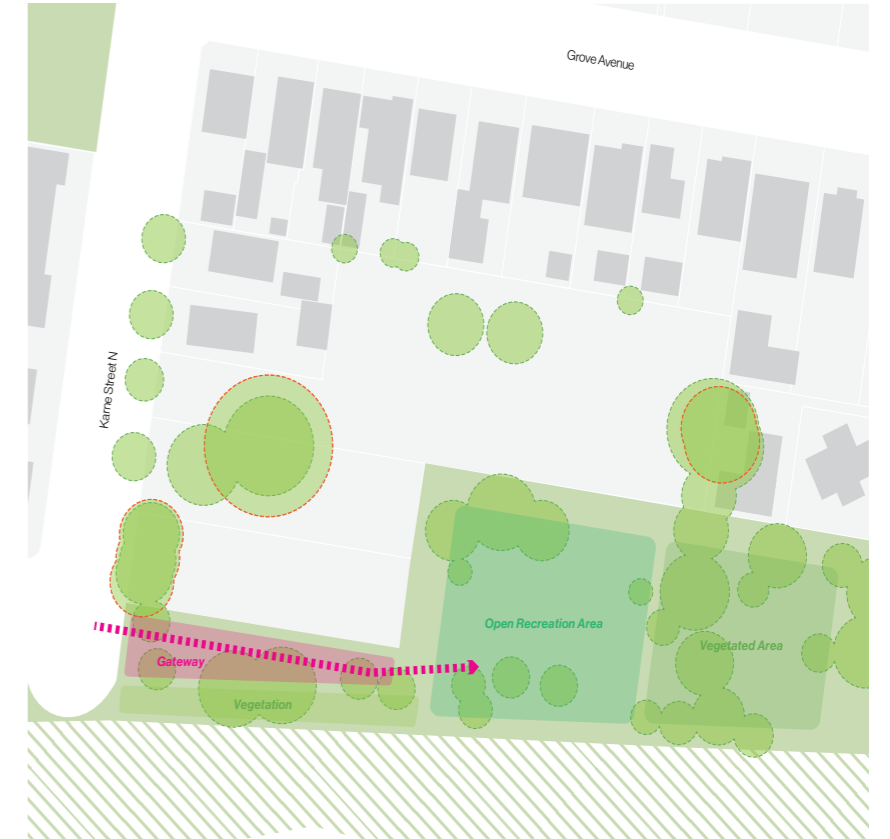 Grove Avenue
Karne Street N
Open Recreation Area
Vegetated Area
Gateway
Vegetation